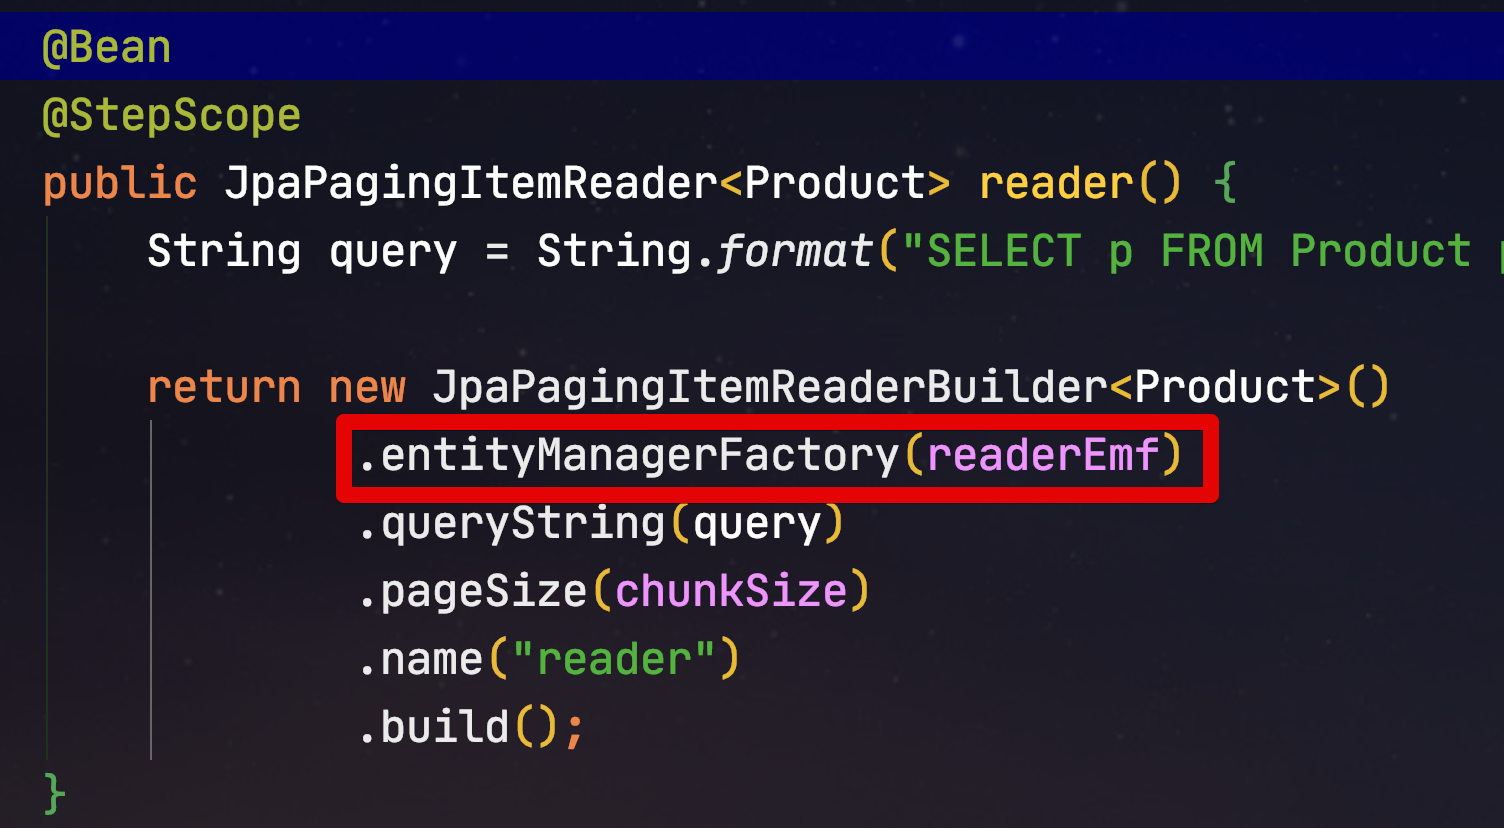 @Bean
@StepScope
public JpaPagingItemReader<Product> reader() {
String query = String.format("SELECT p FROM Product
return new JpaPagingItemReaderBuilder<Product>()
.entityManagerFactory(readerEmf)
.queryString(query)
.pageSize(chunkSize)
.name("reader")
.build();
}